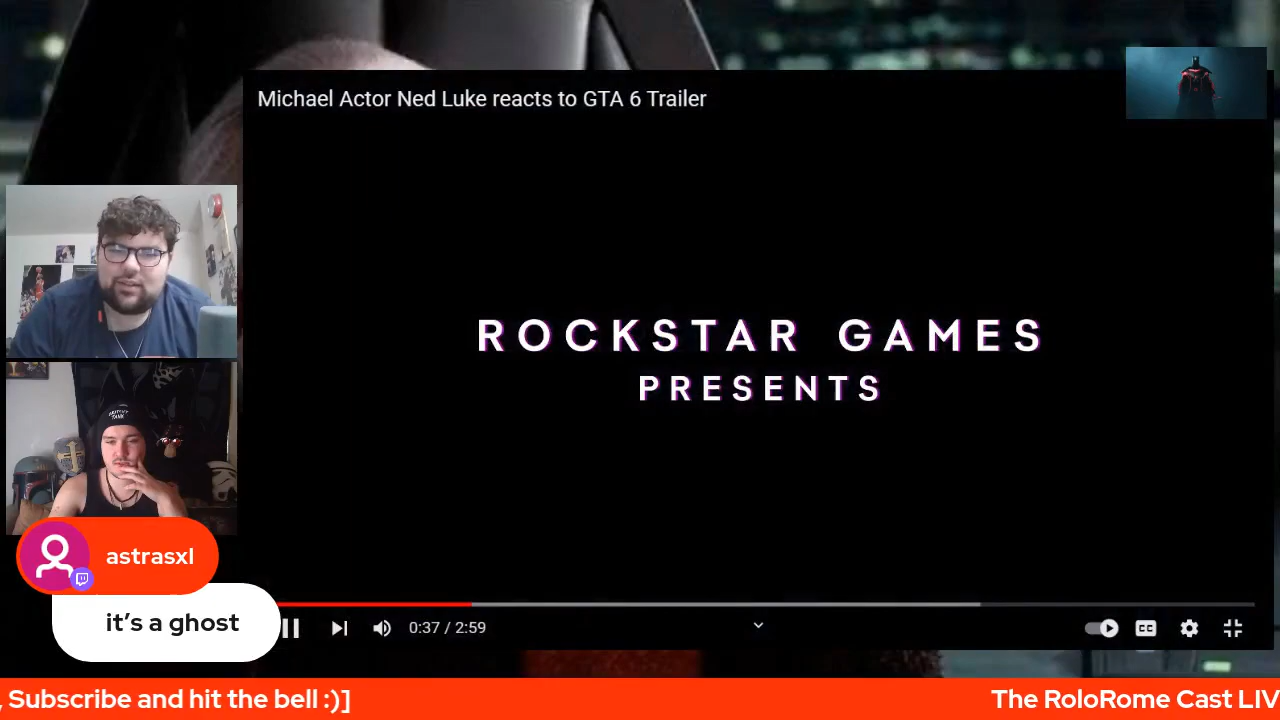 Michael Actor Ned Luke reacts to GTA 6 Trailer
ROCKSTAR GAMES
PRESENTS
astrasxl
it’s a ghost
0:37 / 2:59
CC
, Subscribe and hit the bell :)]
The RoloRome Cast LIV